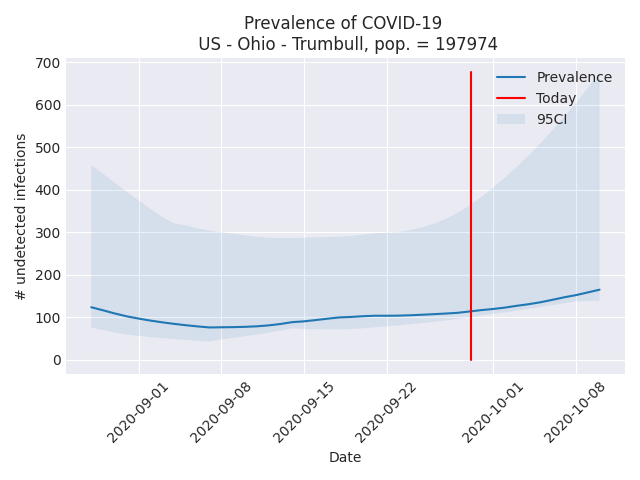 Prevalence of COVID-19
US - Ohio - Trumbull, pop. = 197974
700
600
500
400
300
200
100
0
# undetected infections
Prevalence
Today
95CI
2020-09-01
2020-09-08
2020-09-15
2020-09-22
2020-10-01
2020-10-08
Date